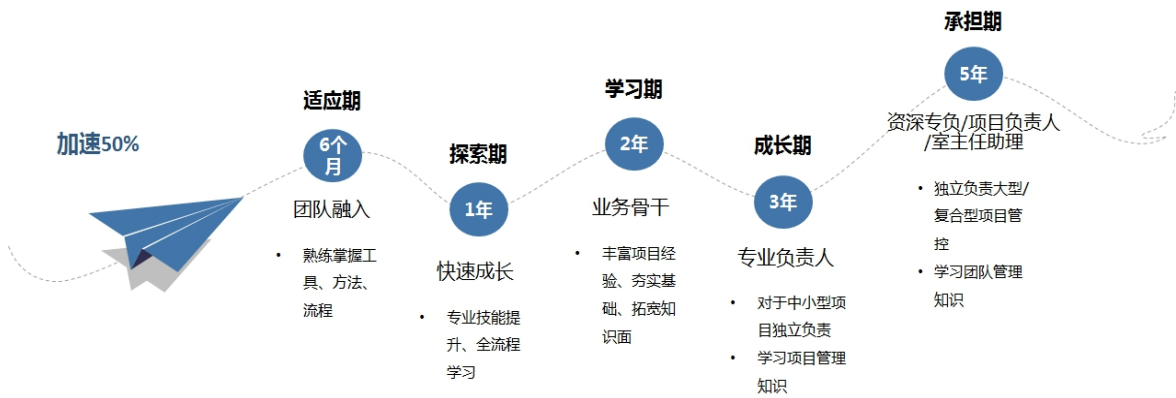 加速50%
适应期
6个
月
团队融入
• 熟练掌握工
具、方法、
流程
探索期
1年
快速成长
• 专业技能提
升、全流程
学习
学习期
2年
业务骨干
• 丰富项目经
验、夯实基
础、拓宽知
识面
成长期
3年
专业负责人
• 对于中小型项
目独立负责
• 学习项目管理
知识
承担期
5年
资深专负/项目负责人
/室主任助理
• 独立负责大型/
复合型项目管
控
• 学习团队管理
知识